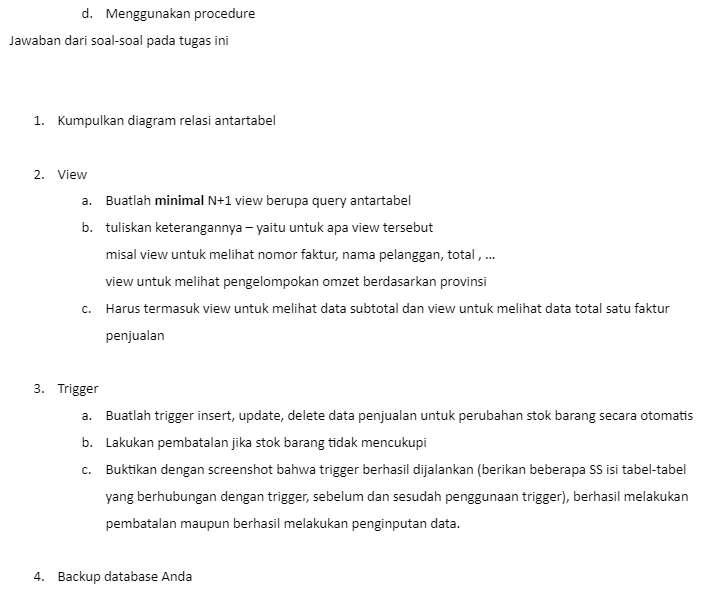 d. Menggunakan procedure
Jawaban dari soal-soal pada tugas ini
1. Kumpulkan diagram relasi antartabel
2. View
a. Buatlah minimal N+1 view berupa query antartabel
b. tuliskan keterangannya – yaitu untuk apa view tersebut
misal view untuk melihat nomor faktur, nama pelanggan, total , ...
view untuk melihat pengelompokan omzet berdasarkan provinsi
c. Harus termasuk view untuk melihat data subtotal dan view untuk melihat data total satu faktur
penjualan
3. Trigger
a. Buatlah trigger insert, update, delete data penjualan untuk perubahan stok barang secara otomatis
b. Lakukan pembatalan jika stok barang tidak mencukupi
c. Buktikan dengan screenshot bahwa trigger berhasil dijalankan (berikan beberapa SS isi tabel-tabel
yang berhubungan dengan trigger, sebelum dan sesudah penggunaan trigger), berhasil melakukan
pembatalan maupun berhasil melakukan penginputan data.
4. Backup database Anda